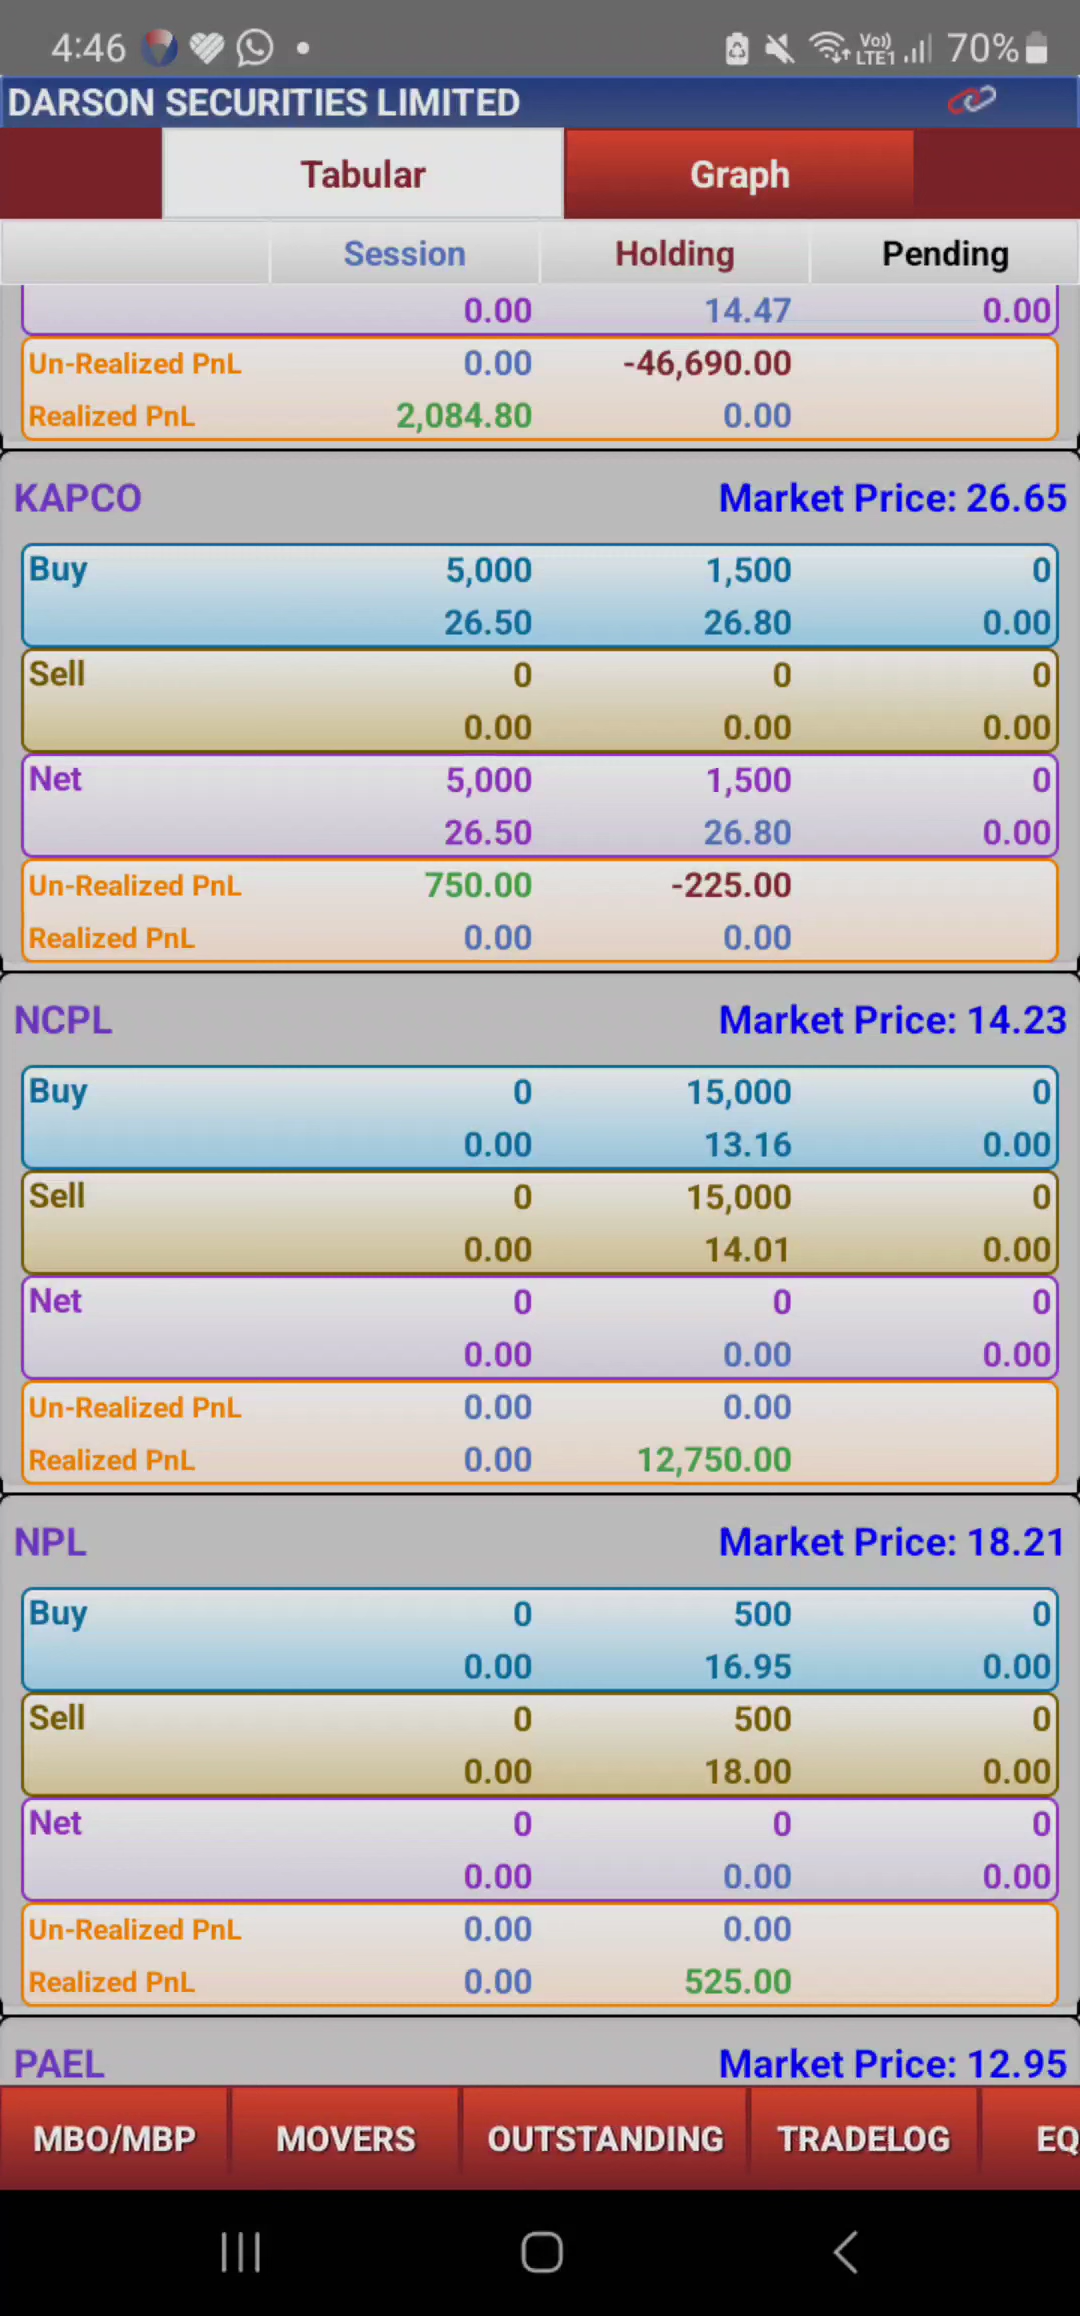 4:46 Vo)) LTE1 70%
DARSON SECURITIES LIMITED
Tabular Graph
Session Holding Pending
0.00 14.47 0.00
Un-Realized PnL 0.00 -46,690.00
Realized PnL 2,084.80 0.00
KAPCO Market Price: 26.65
Buy 5,000 1,500 0
26.50 26.80 0.00
Sell 0 0 0
0.00 0.00 0.00
Net 5,000 1,500 0
26.50 26.80 0.00
Un-Realized PnL 750.00 -225.00
Realized PnL 0.00 0.00
NCPL Market Price: 14.23
Buy 0 15,000 0
0.00 13.16 0.00
Sell 0 15,000 0
0.00 14.01 0.00
Net 0 0 0
0.00 0.00 0.00
Un-Realized PnL 0.00 0.00
Realized PnL 0.00 12,750.00
NPL Market Price: 18.21
Buy 0 500 0
0.00 16.95 0.00
Sell 0 500 0
0.00 18.00 0.00
Net 0 0 0
0.00 0.00 0.00
Un-Realized PnL 0.00 0.00
Realized PnL 0.00 525.00
PAEL Market Price: 12.95
MBO/MBP MOVERS OUTSTANDING TRADELOG EQ